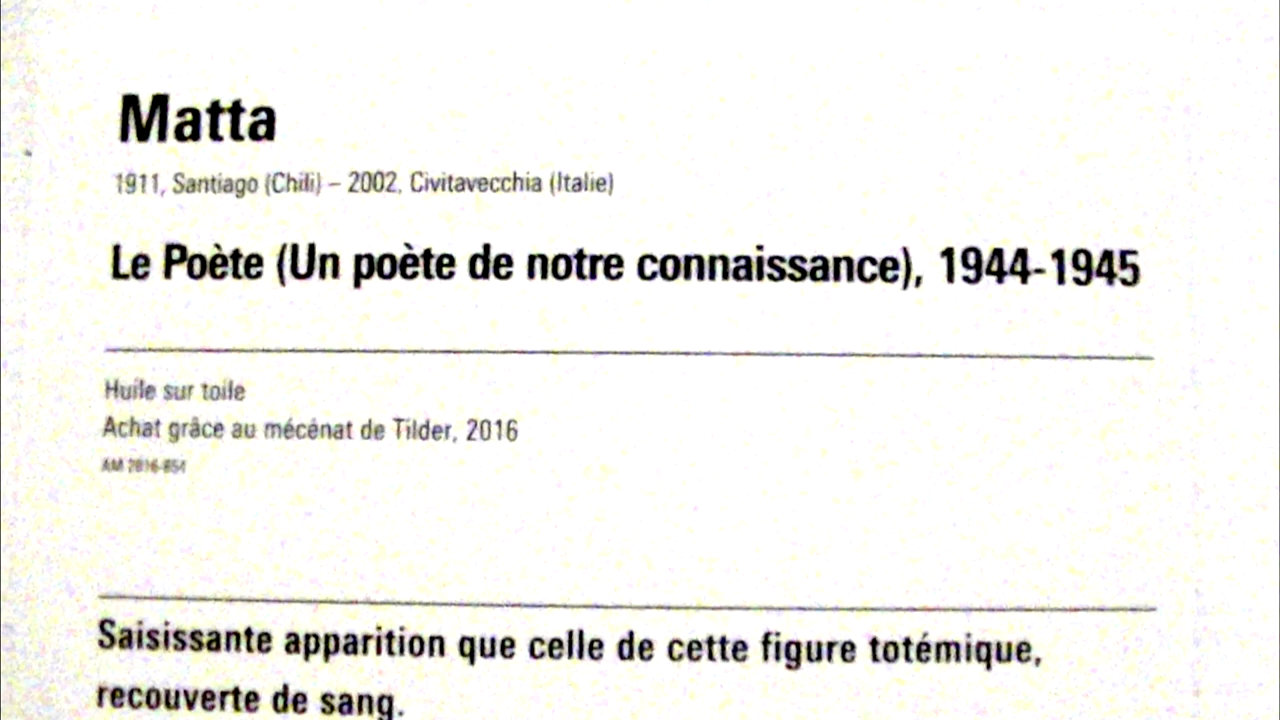 Matta
1911, Santiago (Chili) – 2002, Civitavecchia (Italie)
Le Poète (Un poète de notre connaissance), 1944-1945
Huile sur toile
Achat grâce au mécénat de Tilder, 2016
AM
Saisissante apparition que celle de cette figure totémique,
recouverte de sang.